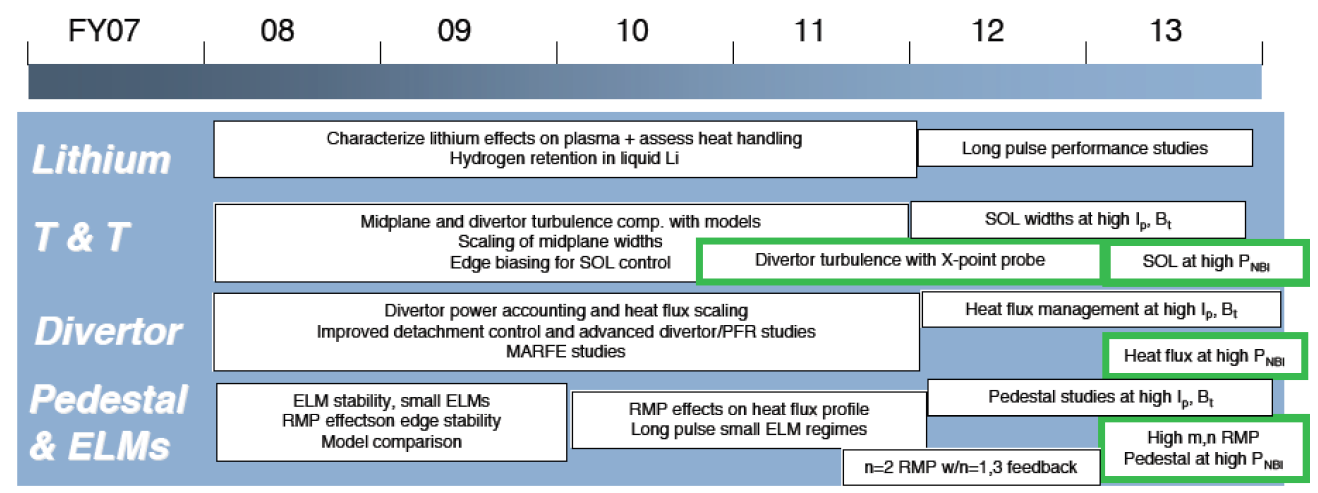 FY07 08 09 10 11 12 13
Lithium
Characterize lithium effects on plasma + assess heat handling
Hydrogen retention in liquid Li
Long pulse performance studies
T & T
Midplane and divertor turbulence comp. with models
Scaling of midplane widths
Edge biasing for SOL control
SOL widths at high Ip, Bt
Divertor turbulence with X-point probe
SOL at high PNBI
Divertor
Divertor power accounting and heat flux scaling
Improved detachment control and advanced divertor/PFR studies
MARFE studies
Heat flux management at high Ip, Bt
Heat flux at high PNBI
Pedestal
& ELMs
ELM stability, small ELMs
RMP effectson edge stability
Model comparison
RMP effects on heat flux profile
Long pulse small ELM regimes
n=2 RMP w/n=1,3 feedback
Pedestal studies at high Ip, Bt
High m,n RMP
Pedestal at high PNBI